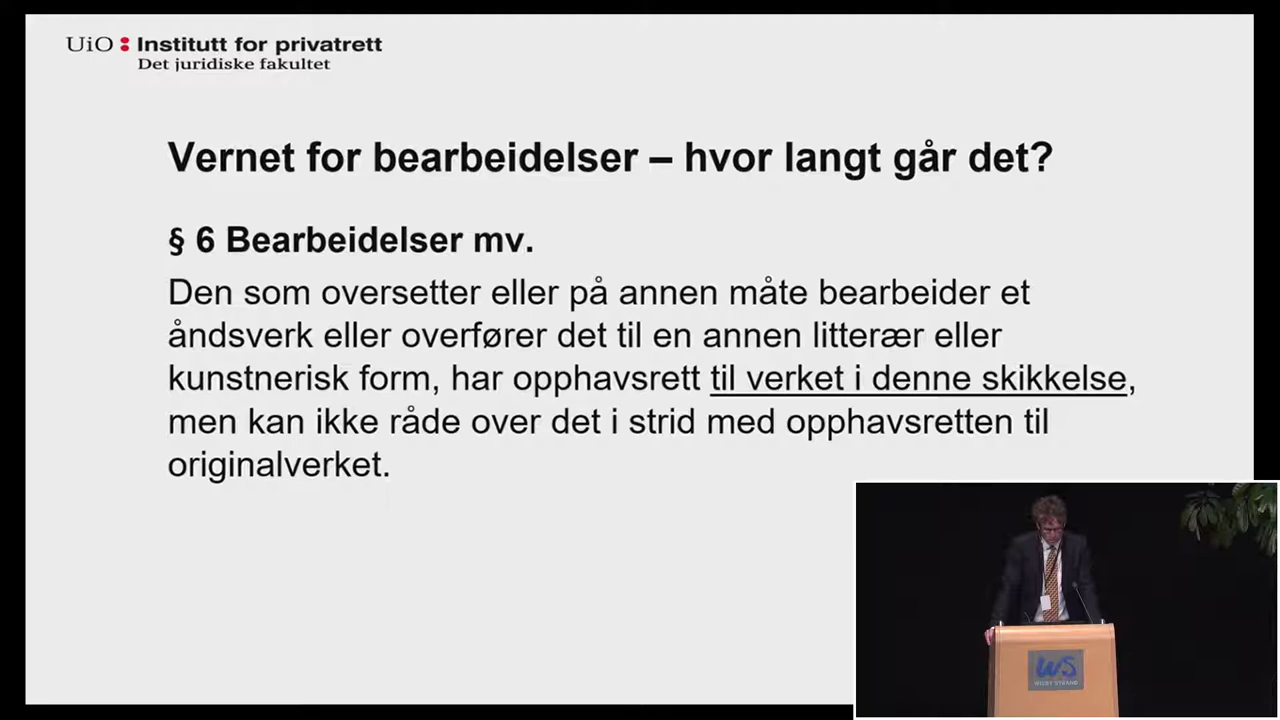 UiO : Institutt for privatrett
Det juridiske fakultet
Vernet for bearbeidelser – hvor langt går det?
§ 6 Bearbeidelser mv.
Den som oversetter eller på annen måte bearbeider et
åndsverk eller overfører det til en annen litterær eller
kunstnerisk form, har opphavsrett til verket i denne skikkelse,
men kan ikke råde over det i strid med opphavsretten til
originalverket.
WS
WISBY STRAND